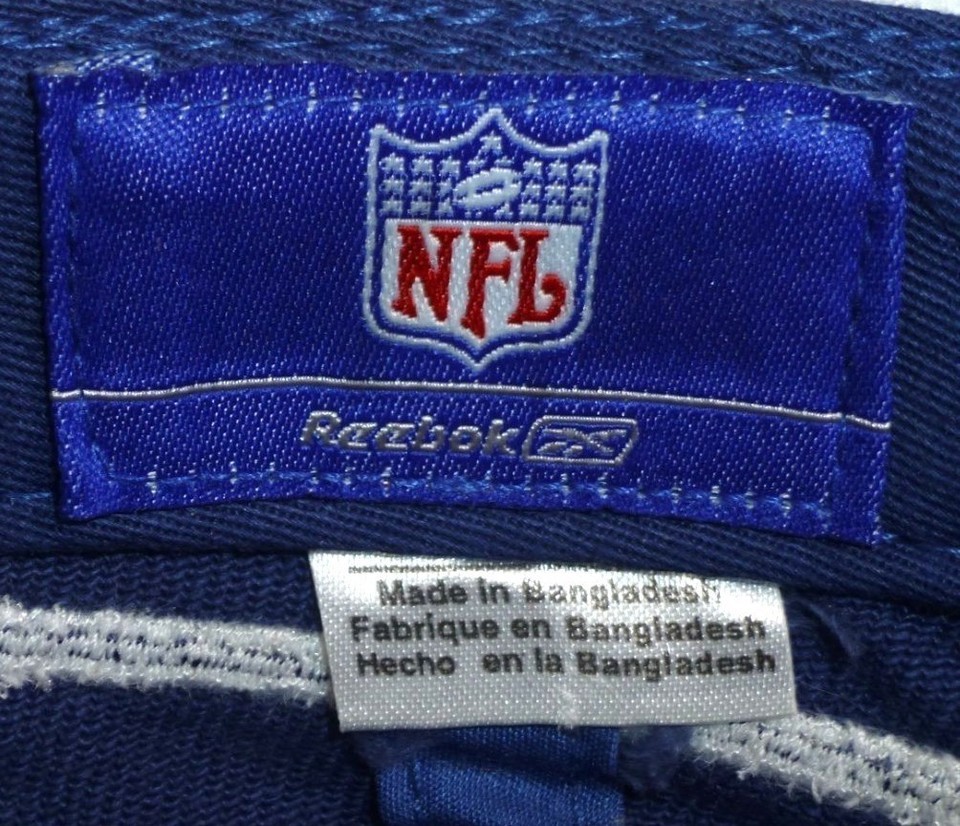 NFL
Reebok
Made in Bangladesh
Fabrique en Bangladesh
Hecho en la Bangladesh